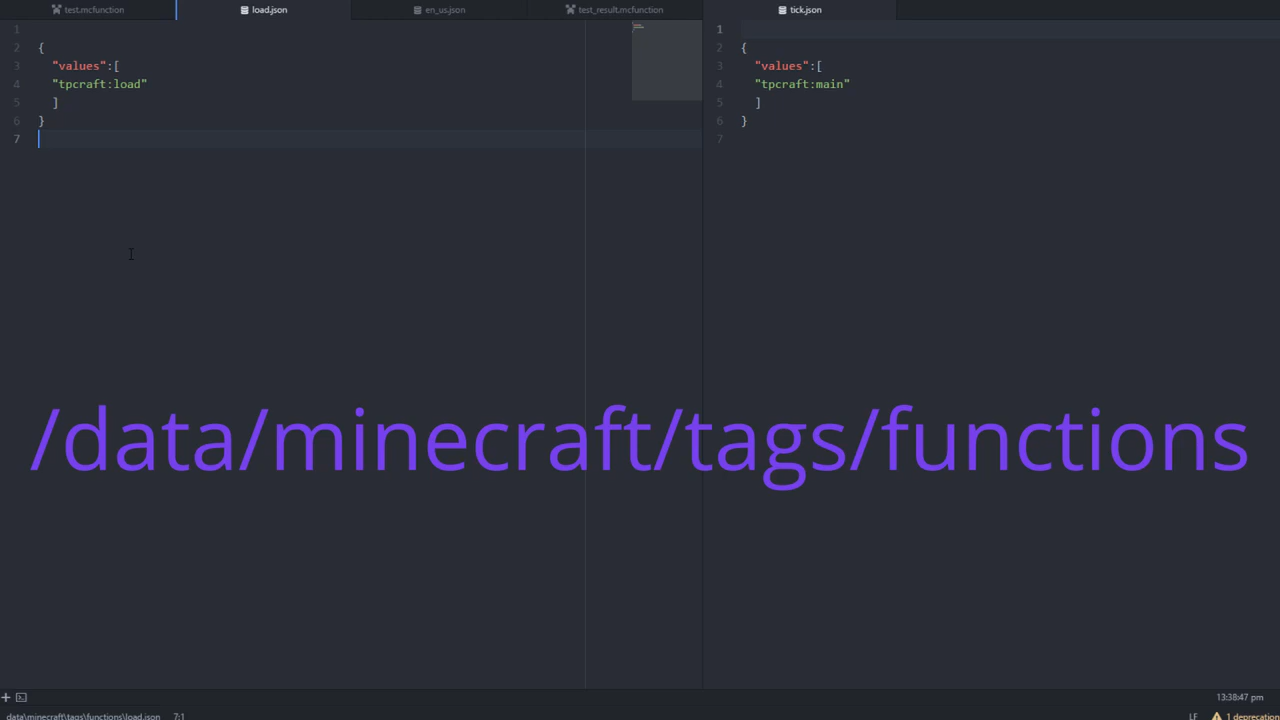 test.mcfunction
load.json
en_us.json
test_result.mcfunction
tick.json
1
2 {
3 "values":[
4 "tpcraft:load"
5 ]
6 }
7
1
2 {
3 "values":[
4 "tpcraft:main"
5 ]
6 }
7
/data/minecraft/tags/functions
13:38:47 pm
data\minecraft\tags\functions\load.json 7:1
LF 1 deprecation